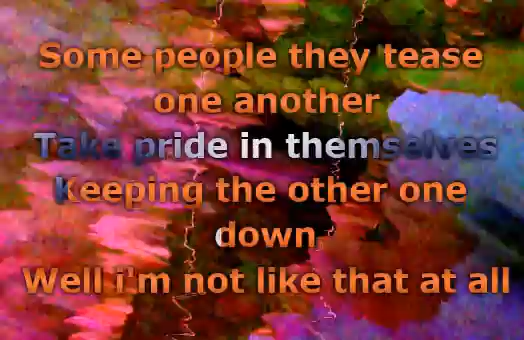 Some people they tease
one another
Take pride in themselves
Keeping the other one
down
Well i'm not like that at all